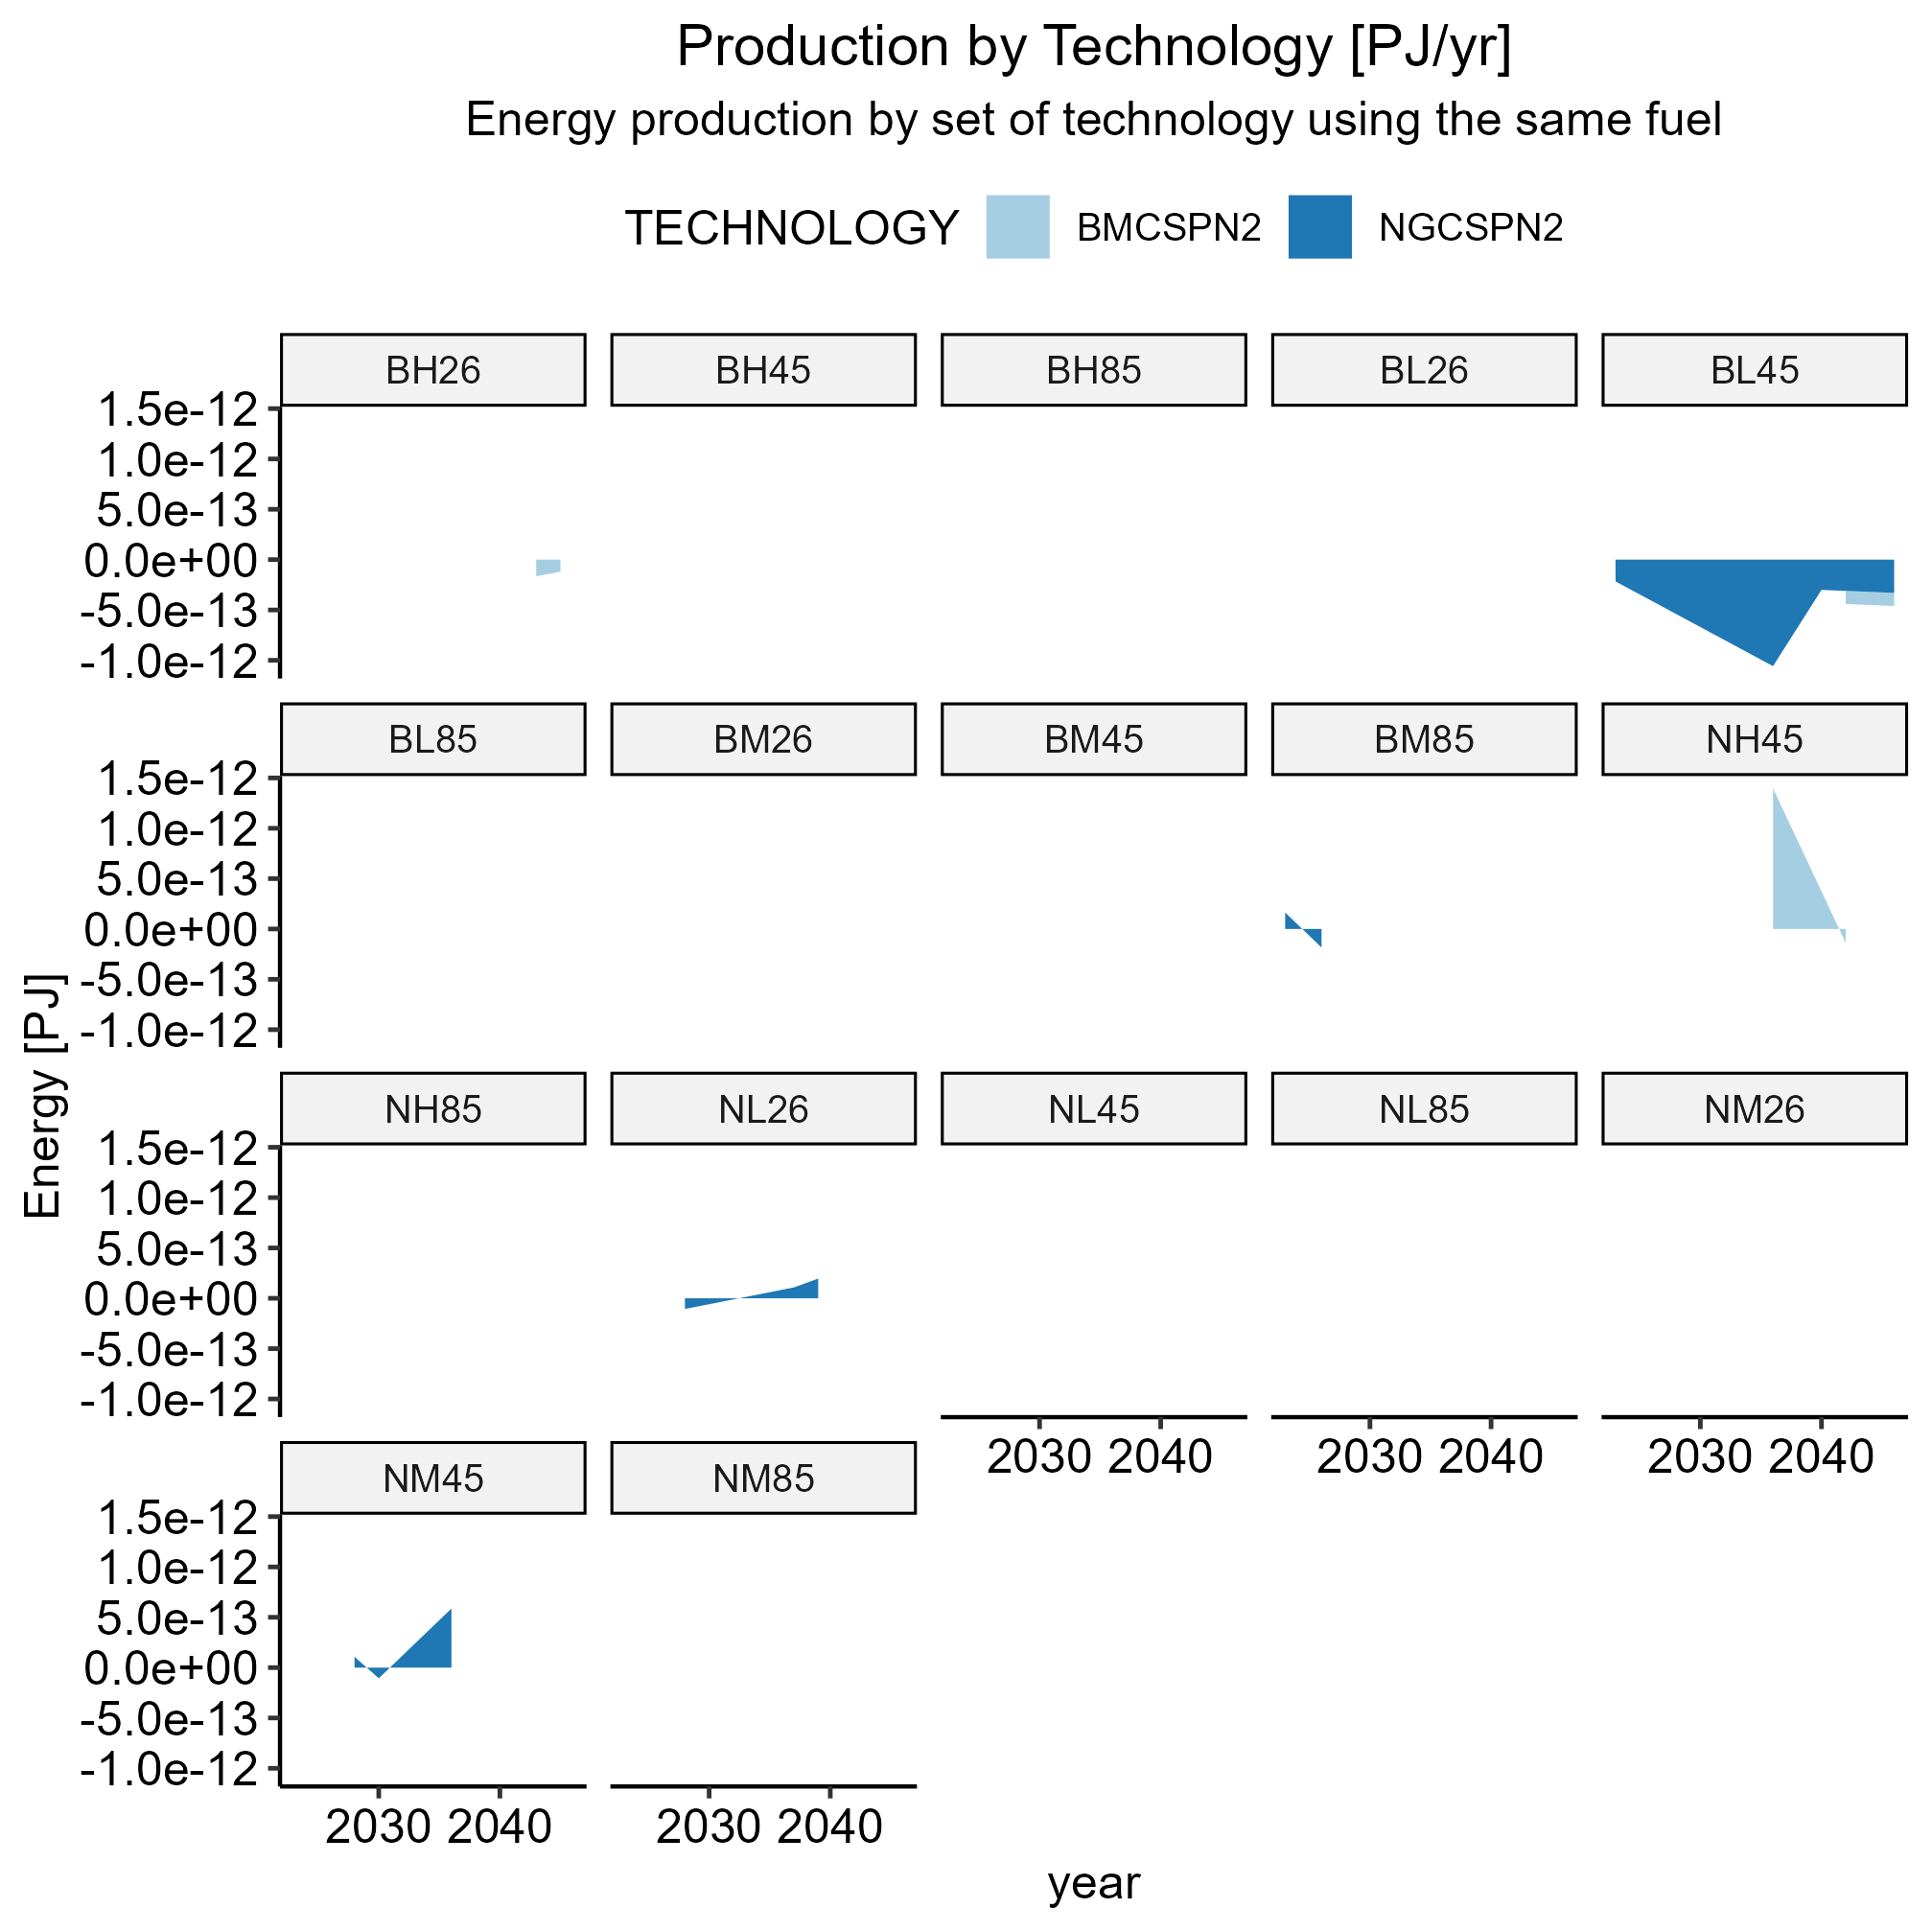 Production by Technology [PJ/yr]
Energy production by set of technology using the same fuel
TECHNOLOGY BMCSPN2 NGCSPN2
BH26 BH45 BH85 BL26 BL45
1.5e-12
1.0e-12
5.0e-13
0.0e+00
-5.0e-13
-1.0e-12
BL85 BM26 BM45 BM85 NH45
1.5e-12
1.0e-12
5.0e-13
0.0e+00
-5.0e-13
-1.0e-12
Energy [PJ]
NH85 NL26 NL45 NL85 NM26
1.5e-12
1.0e-12
5.0e-13
0.0e+00
-5.0e-13
-1.0e-12
2030 2040 2030 2040 2030 2040
NM45 NM85
1.5e-12
1.0e-12
5.0e-13
0.0e+00
-5.0e-13
-1.0e-12
2030 2040 2030 2040
year